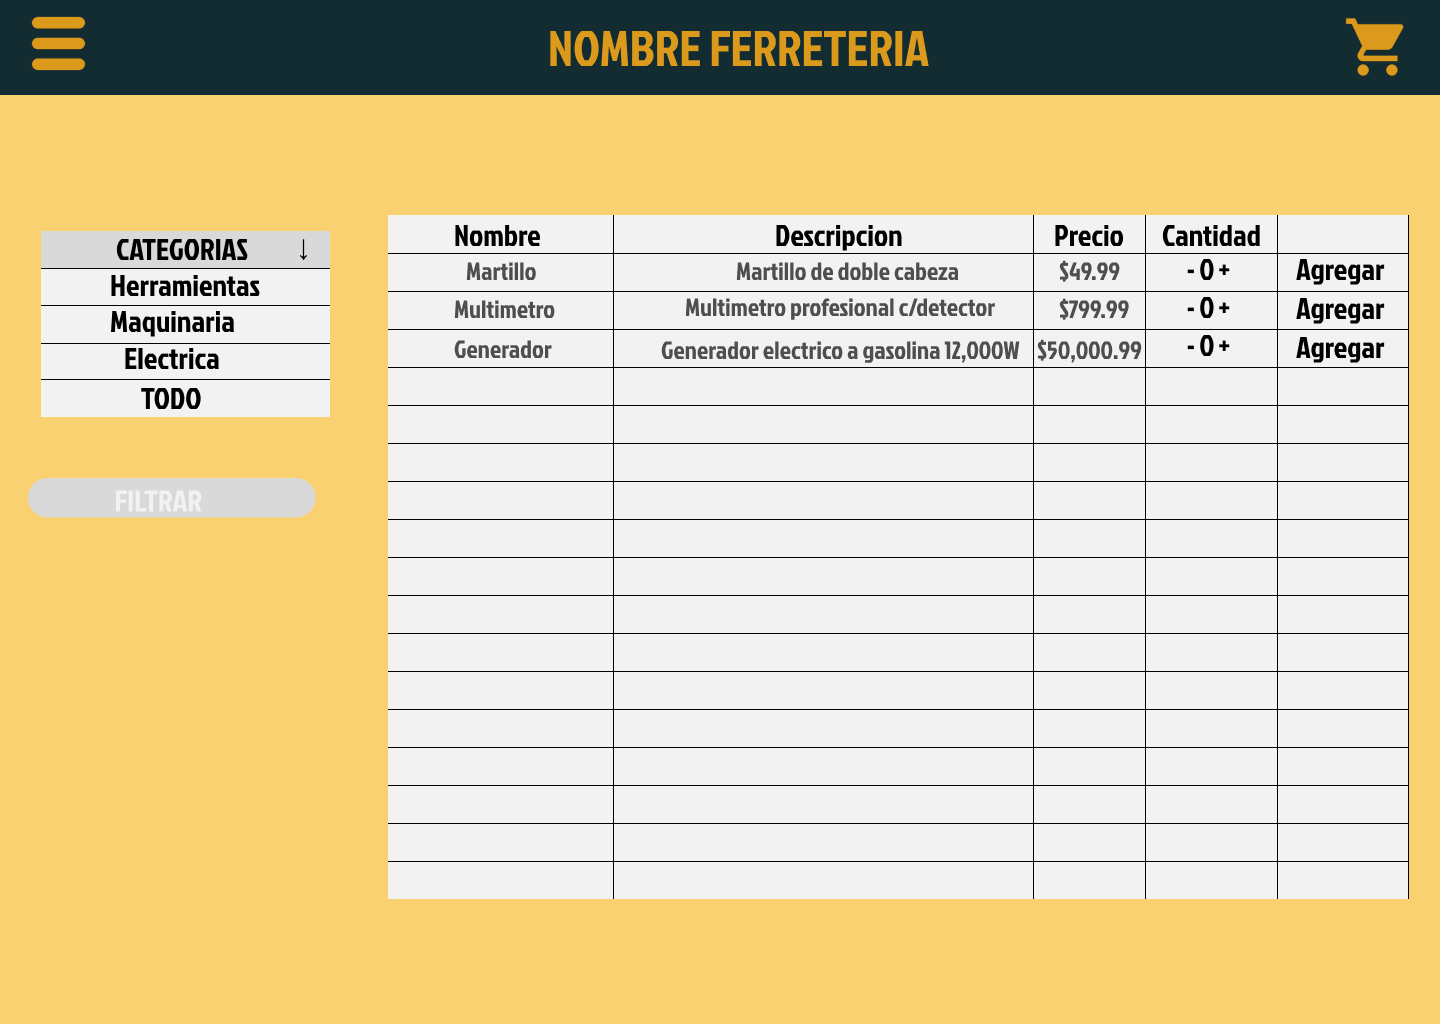 NOMBRE FERRETERIA
CATEGORIAS ↓
Herramientas
Maquinaria
Electrica
TODO
FILTRAR
Nombre Descripcion Precio Cantidad
Martillo Martillo de doble cabeza $49.99 - 0 + Agregar
Multimetro Multimetro profesional c/detector $799.99 - 0 + Agregar
Generador Generador electrico a gasolina 12,000W $50,000.99 - 0 + Agregar